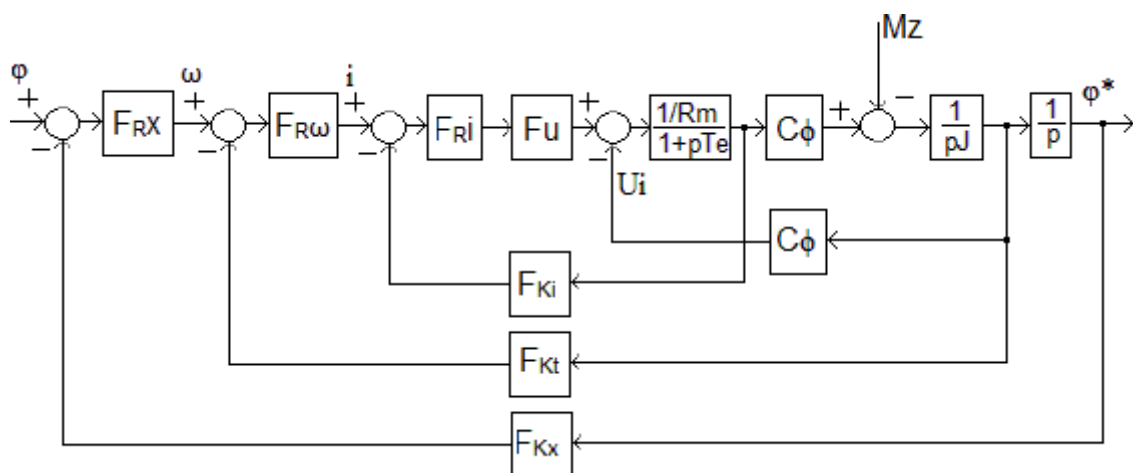 Mz
φ
ω
i
φ*
+
+
+
+
+
−
FRX
FRω
FRi
Fu
1/Rm
1+pTe
Cϕ
1
pJ
1
p
−
−
−
−
Ui
Cϕ
FKi
FKt
FKx